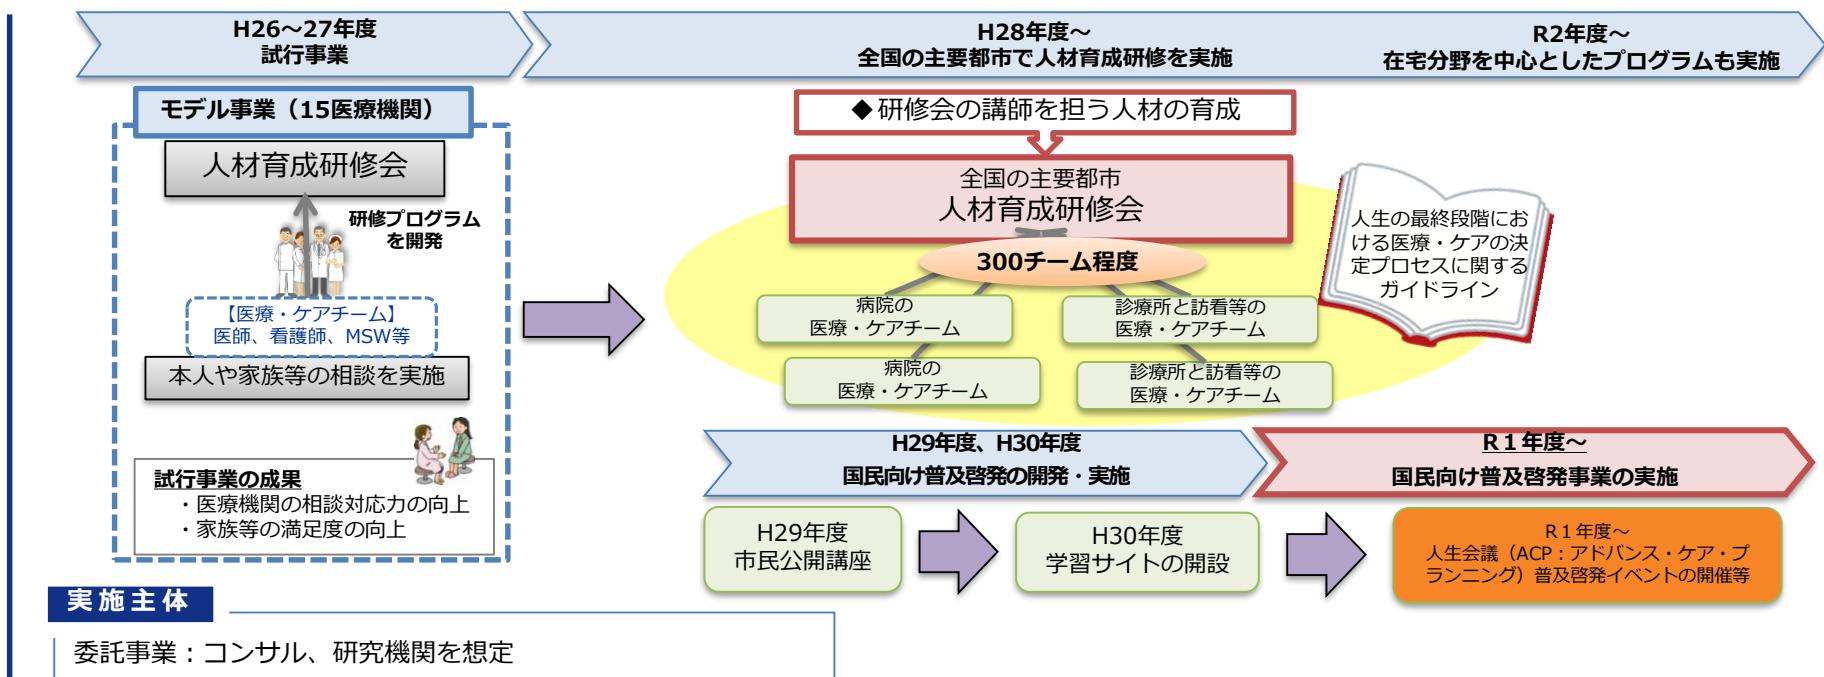 H26～27年度
試行事業
H28年度～
全国の主要都市で人材育成研修を実施
R2年度～
在宅分野を中心としたプログラムも実施
モデル事業（15医療機関）
人材育成研修会
研修プログラム
を開発
【医療・ケアチーム】
医師、看護師、MSW等
本人や家族等の相談を実施
試行事業の成果
・医療機関の相談対応力の向上
・家族等の満足度の向上
◆研修会の講師を担う人材の育成
全国の主要都市
人材育成研修会
300チーム程度
病院の
医療・ケアチーム
診療所と訪看等の
医療・ケアチーム
病院の
医療・ケアチーム
診療所と訪看等の
医療・ケアチーム
人生の最終段階にお
ける医療・ケアの決
定プロセスに関する
ガイドライン
H29年度、H30年度
国民向け普及啓発の開発・実施
R１年度～
国民向け普及啓発事業の実施
H29年度
市民公開講座
H30年度
学習サイトの開設
R１年度～
人生会議（ACP：アドバンス・ケア・プ
ランニング）普及啓発イベントの開催等
実施主体
委託事業：コンサル、研究機関を想定